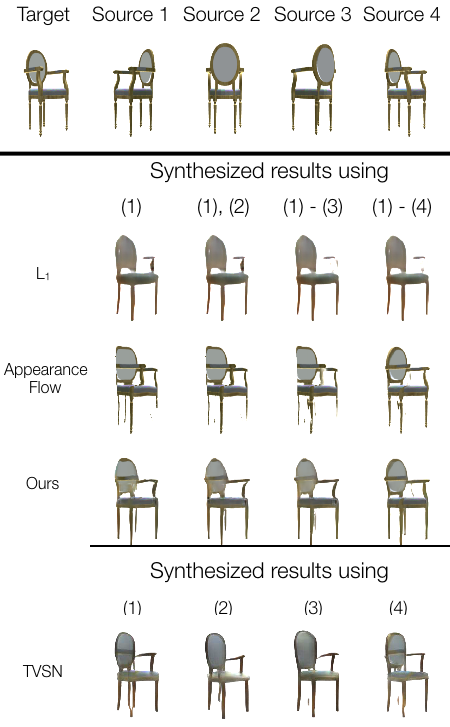 Target Source 1 Source 2 Source 3 Source 4
Synthesized results using
(1) (1), (2) (1) - (3) (1) - (4)
L₁
Appearance
Flow
Ours
Synthesized results using
(1) (2) (3) (4)
TVSN